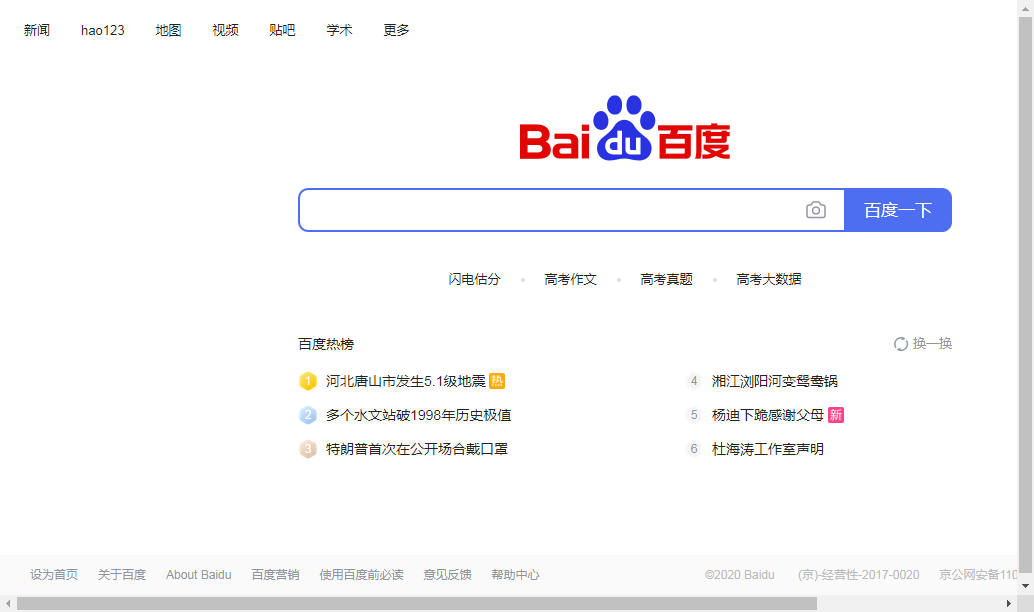 新闻 hao123 地图 视频 贴吧 学术 更多
Bai du 百度
百度一下
闪电估分 • 高考作文 • 高考真题 • 高考大数据
百度热榜 换一换
1 河北唐山市发生5.1级地震 热
2 多个水文站破1998年历史极值
3 特朗普首次在公开场合戴口罩
4 湘江浏阳河变鸳鸯锅
5 杨迪下跪感谢父母 新
6 杜海涛工作室声明
设为首页 关于百度 About Baidu 百度营销 使用百度前必读 意见反馈 帮助中心 ©2020 Baidu (京)-经营性-2017-0020 京公网安备110